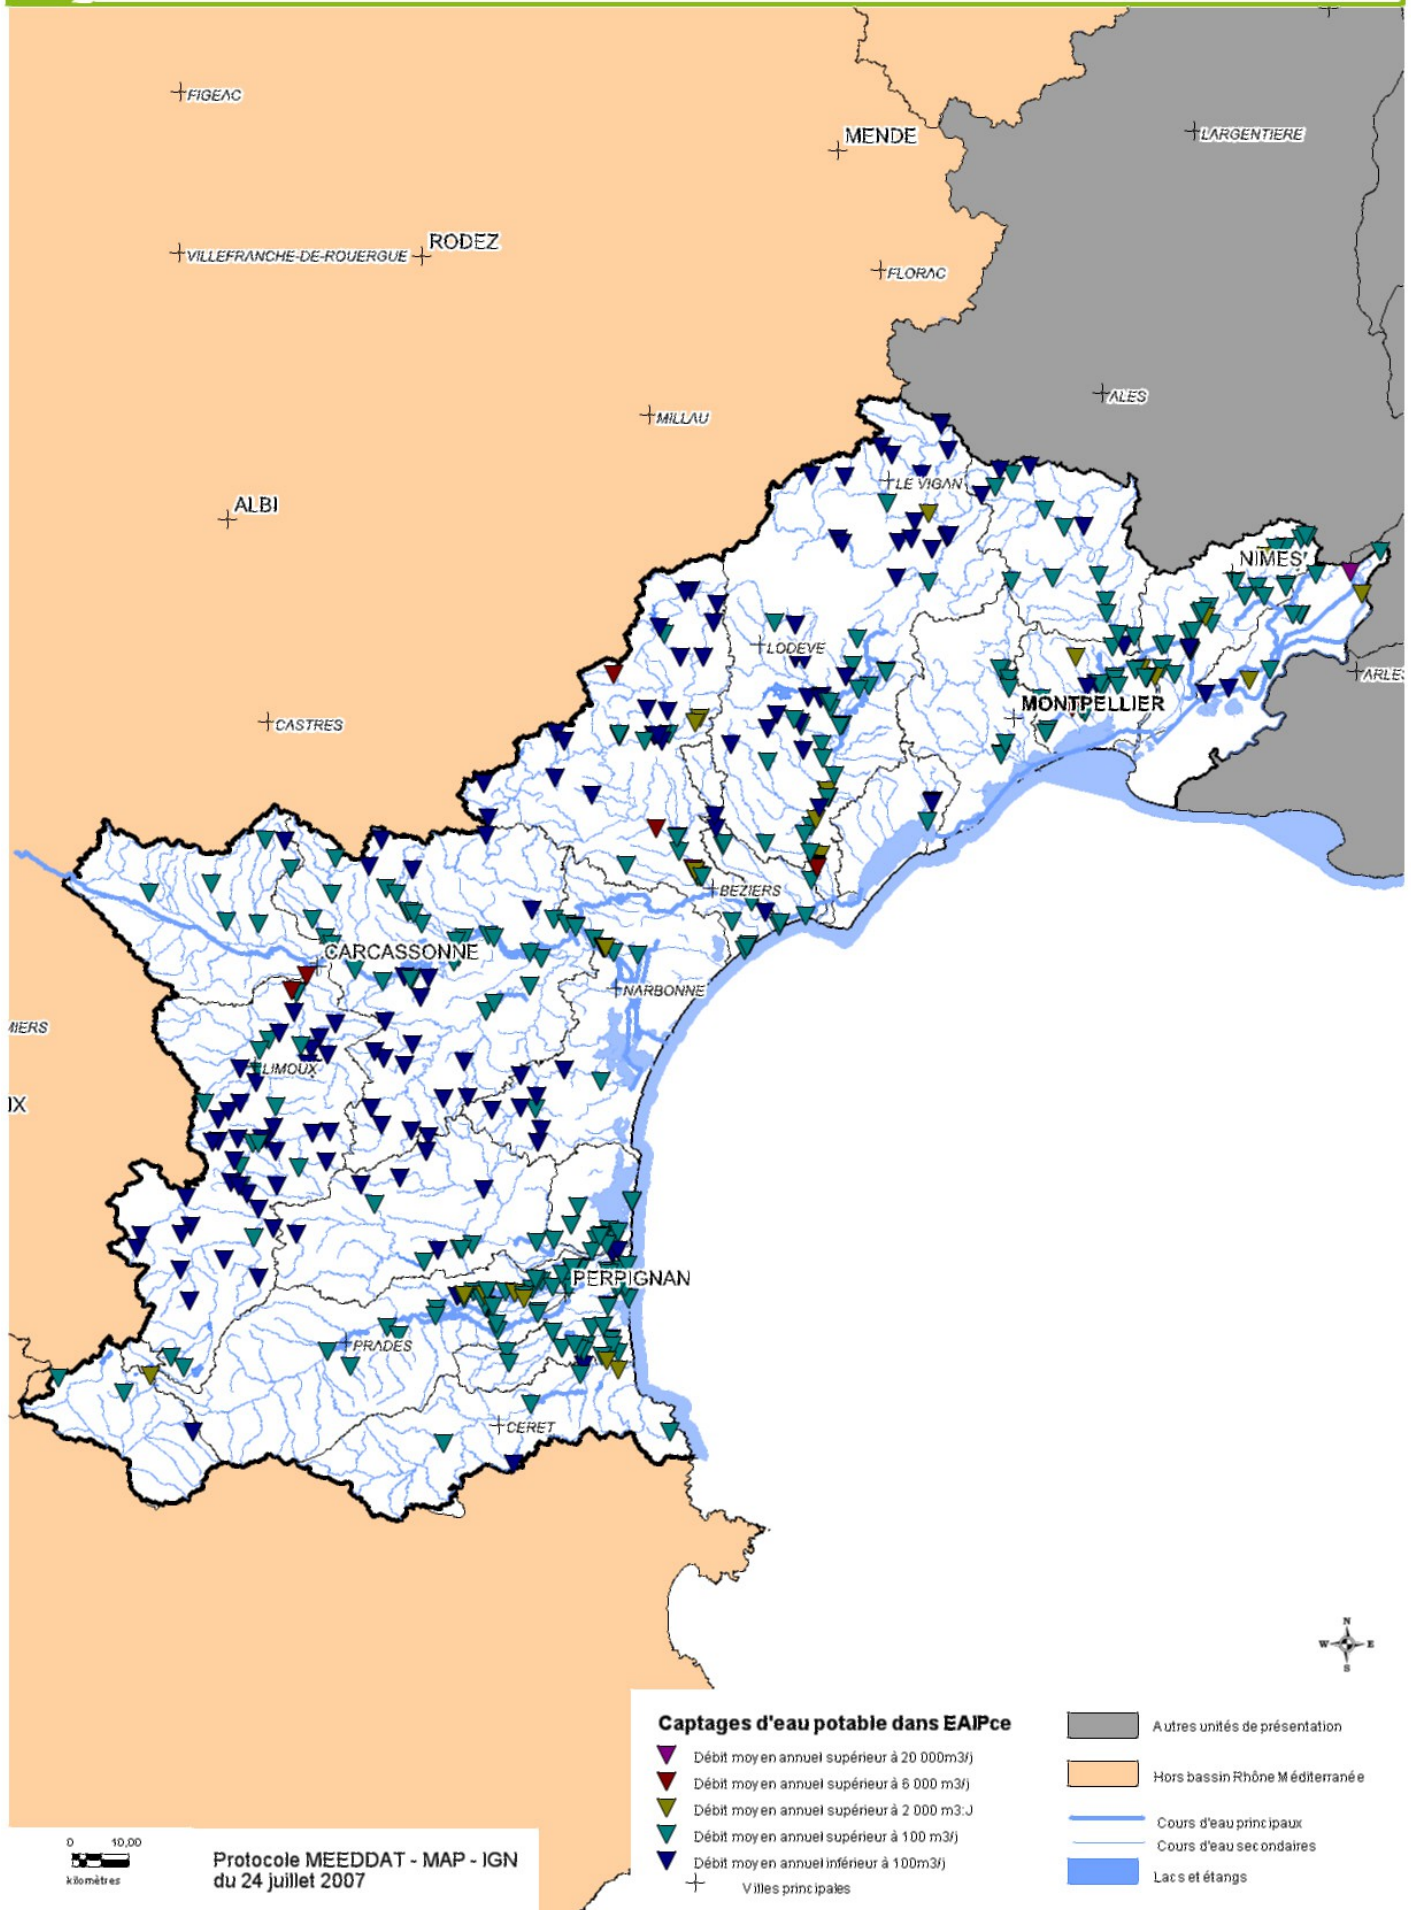 FIGEAC
MENDE
LARGENTIERE
RODEZ
VILLEFRANCHE-DE-ROUERGUE
FLORAC
ALES
MILLAU
LE VIGAN
ALBI
NIMES
LODEVE
ARLES
MONTPELLIER
CASTRES
BEZIERS
CARCASSONNE
NARBONNE
MIERS
LIMOUX
IX
PERPIGNAN
PRADES
CERET
N
W E
S
Captages d'eau potable dans EAIPce
Débit moyen annuel supérieur à 20 000m3/j
Débit moyen annuel supérieur à 6 000 m3/j
Débit moyen annuel supérieur à 2 000 m3:J
Débit moyen annuel supérieur à 100 m3/j
Débit moyen annuel inférieur à 100m3/j
Villes principales
Autres unités de présentation
Hors bassin Rhône Méditerranée
Cours d'eau principaux
Cours d'eau secondaires
Lacs et étangs
0 10,00
kilomètres
Protocole MEEDDAT - MAP - IGN
du 24 juillet 2007